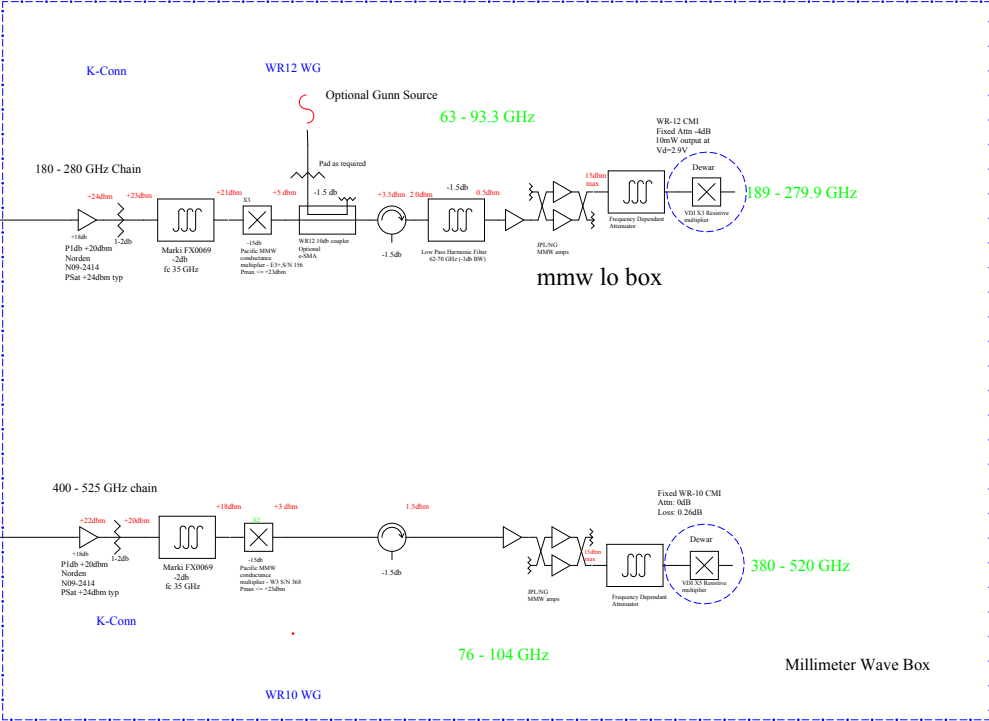 K-Conn
WR12 WG
Optional Gunn Source
63 - 93.3 GHz
WR-12 CMI
Fixed Attn -4dB
10mW output at
Vd=2.9V
180 - 280 GHz Chain
Pad as required
Dewar
+24dbm
+23dbm
+21dbm
X3
+5 dbm
-1.5 db
+3.5dbm
2.0dbm
-1.5db
0.5dbm
15dbm
max
189 - 279.9 GHz
+18db
1-2db
P1db +20dbm
Norden
N09-2414
PSat +24dbm typ
Marki FX0069
-2db
fc 35 GHz
-15db
Pacific MMW
conductance
multiplier - E3+,S/N 156
Pmax <= +23dbm
WR12 10db coupler
Optional
e-SMA
-1.5db
Low Pass Harmonic Filter
62-70 GHz (-3db BW)
JPL/NG
MMW amps
Frequency Dependant
Attenuator
VDI X3 Resistive
multiplier
mmw lo box
400 - 525 GHz chain
Fixed WR-10 CMI
Attn: 0dB
Loss: 0.26dB
+22dbm
+20dbm
+18dbm
+3 dbm
1.5dbm
Dewar
15dbm
max
380 - 520 GHz
+18db
1-2db
P1db +20dbm
Norden
N09-2414
PSat +24dbm typ
Marki FX0069
-2db
fc 35 GHz
-15db
Pacific MMW
conductance
multiplier - W3 S/N 368
Pmax <= +23dbm
-1.5db
JPL/NG
MMW amps
Frequency Dependant
Attenuator
VDI X5 Resistive
multiplier
K-Conn
76 - 104 GHz
Millimeter Wave Box
WR10 WG